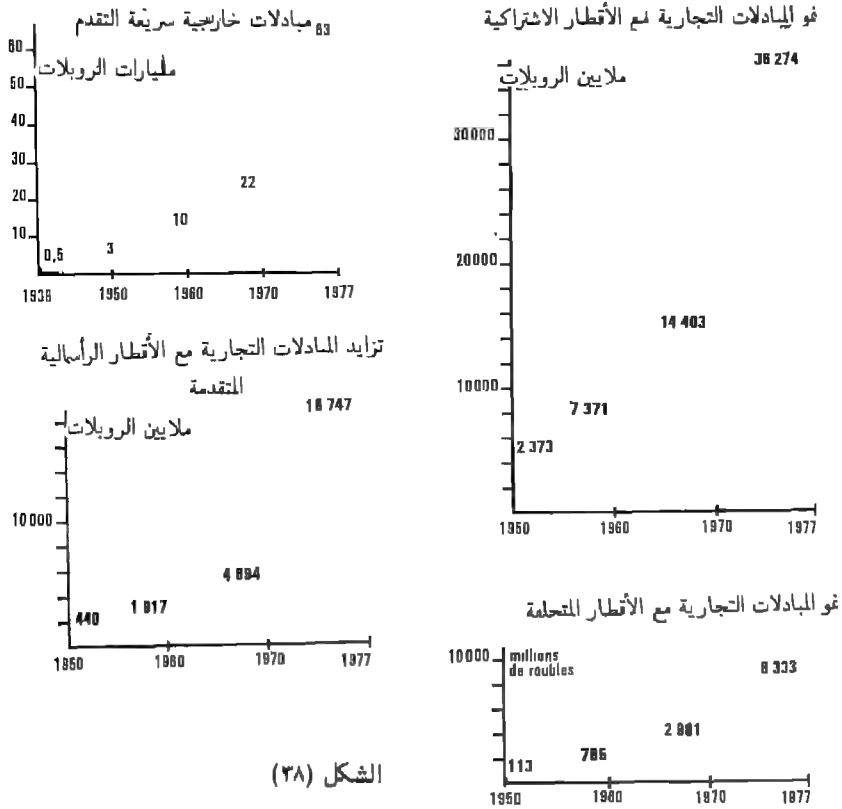 مبادلات خارجية سريعة التقدم
63
مليارات الروبلات
60
50
40
30
20
10
0,5
3
10
22
1938 1950 1960 1970 1977
نمو المبادلات التجارية مع الأقطار الاشتراكية
ملايين الروبلات
36 274
30000
20000
14 403
10000
7 371
2 373
1950 1960 1970 1977
تزايد المبادلات التجارية مع الأقطار الرأسمالية
المتقدمة
ملايين الروبلات
18 747
10000
4 694
1 917
440
1950 1960 1970 1977
نمو المبادلات التجارية مع الأقطار المتخلفة
10000
millions
de roubles
8 333
2 981
786
113
1950 1960 1970 1977
الشكل (٣٨)